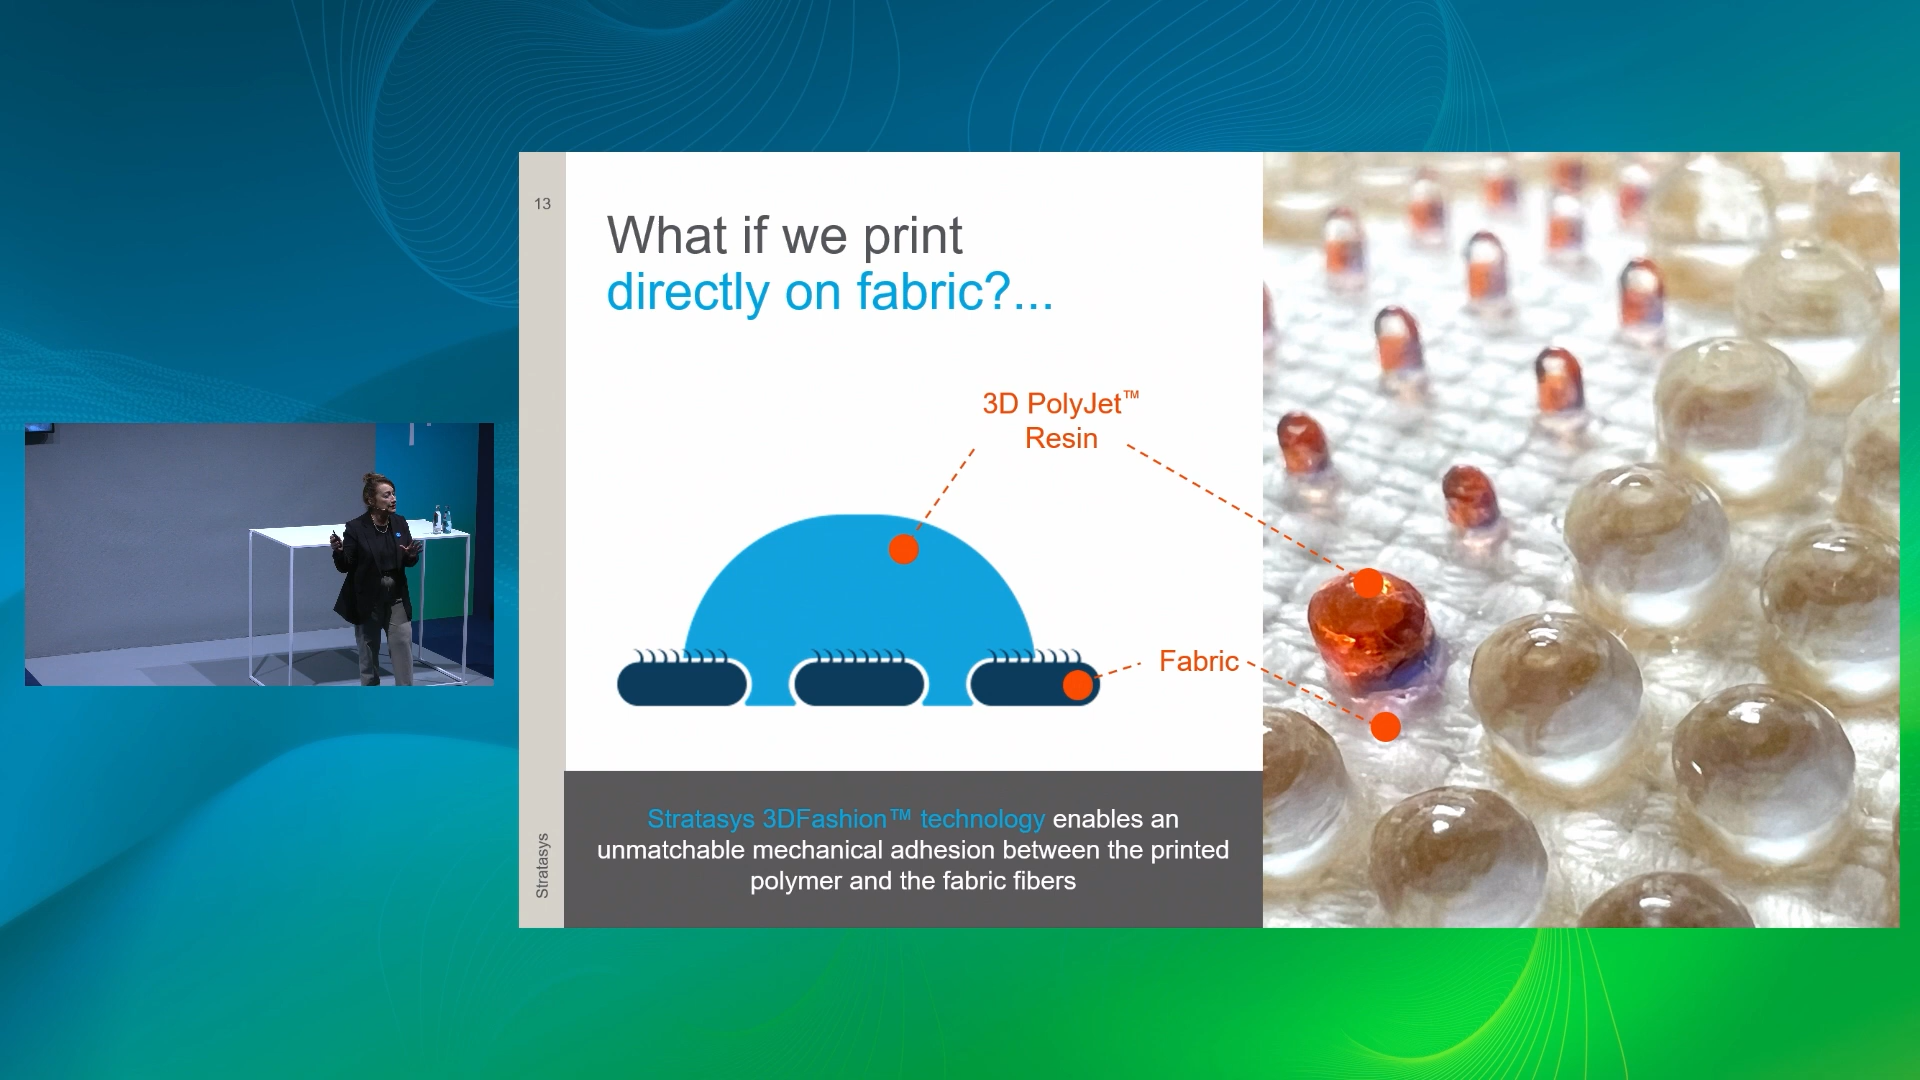 13
What if we print
directly on fabric?...
3D PolyJet™
Resin
Fabric
Stratasys 3DFashion™ technology enables an
unmatchable mechanical adhesion between the printed
polymer and the fabric fibers
Stratasys